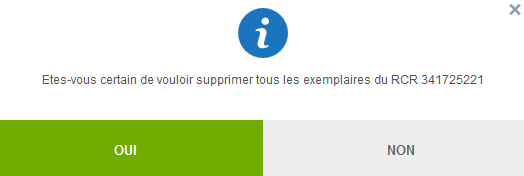 Etes-vous certain de vouloir supprimer tous les exemplaires du RCR 341725221
OUI
NON